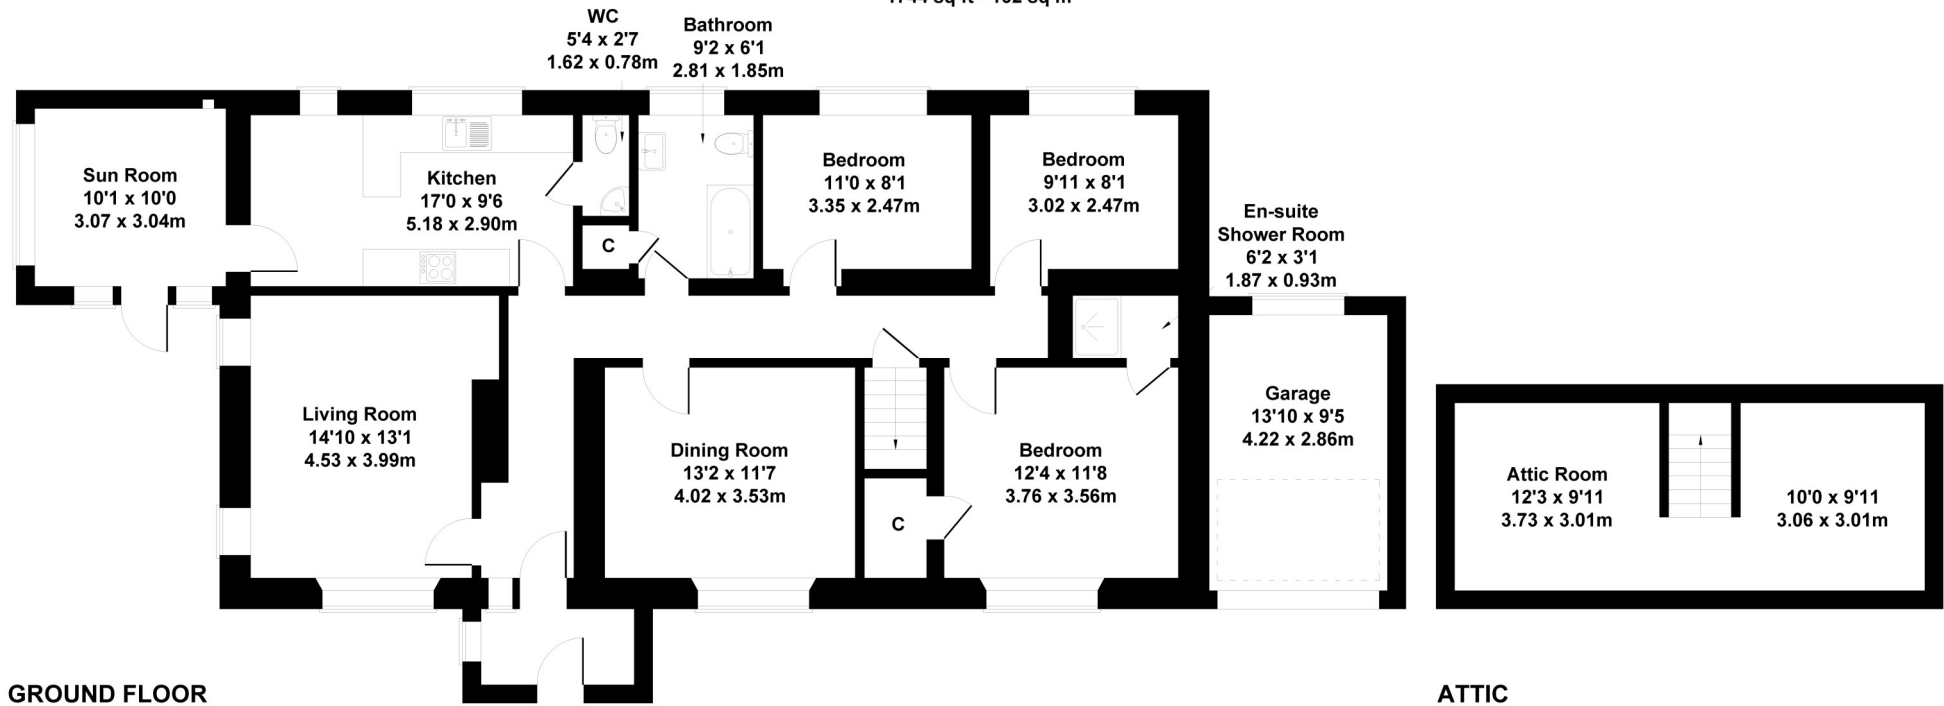 WC
5'4 x 2'7
1.62 x 0.78m
Bathroom
9'2 x 6'1
2.81 x 1.85m
Sun Room
10'1 x 10'0
3.07 x 3.04m
Kitchen
17'0 x 9'6
5.18 x 2.90m
C
Bedroom
11'0 x 8'1
3.35 x 2.47m
Bedroom
9'11 x 8'1
3.02 x 2.47m
En-suite
Shower Room
6'2 x 3'1
1.87 x 0.93m
Living Room
14'10 x 13'1
4.53 x 3.99m
Dining Room
13'2 x 11'7
4.02 x 3.53m
C
Bedroom
12'4 x 11'8
3.76 x 3.56m
Garage
13'10 x 9'5
4.22 x 2.86m
Attic Room
12'3 x 9'11
3.73 x 3.01m
10'0 x 9'11
3.06 x 3.01m
GROUND FLOOR
ATTIC